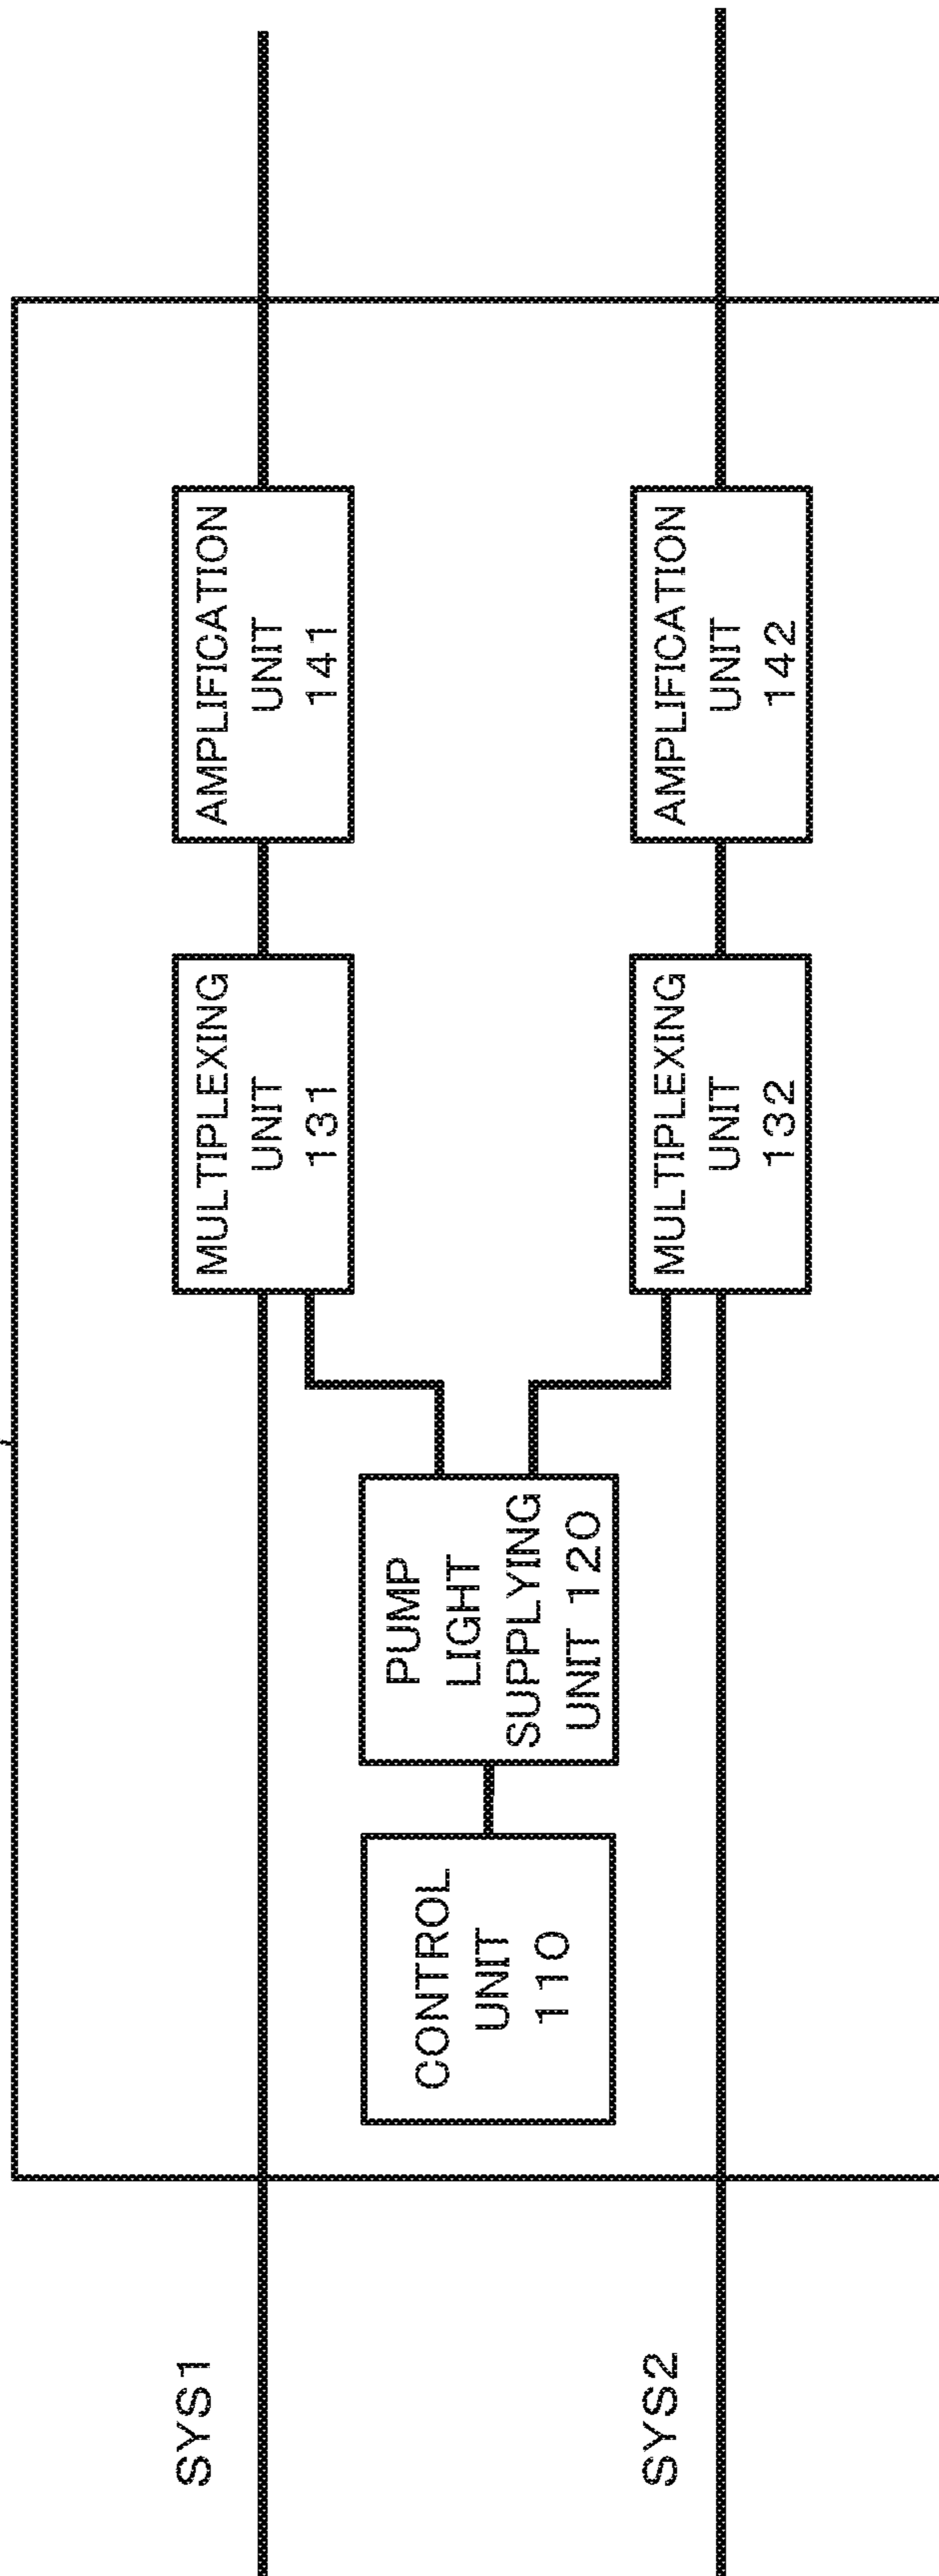 SYS1
MULTIPLEXING
UNIT
131
AMPLIFICATION
UNIT
141
CONTROL
UNIT
110
PUMP
LIGHT
SUPPLYING
UNIT 120
SYS2
MULTIPLEXING
UNIT
132
AMPLIFICATION
UNIT
142